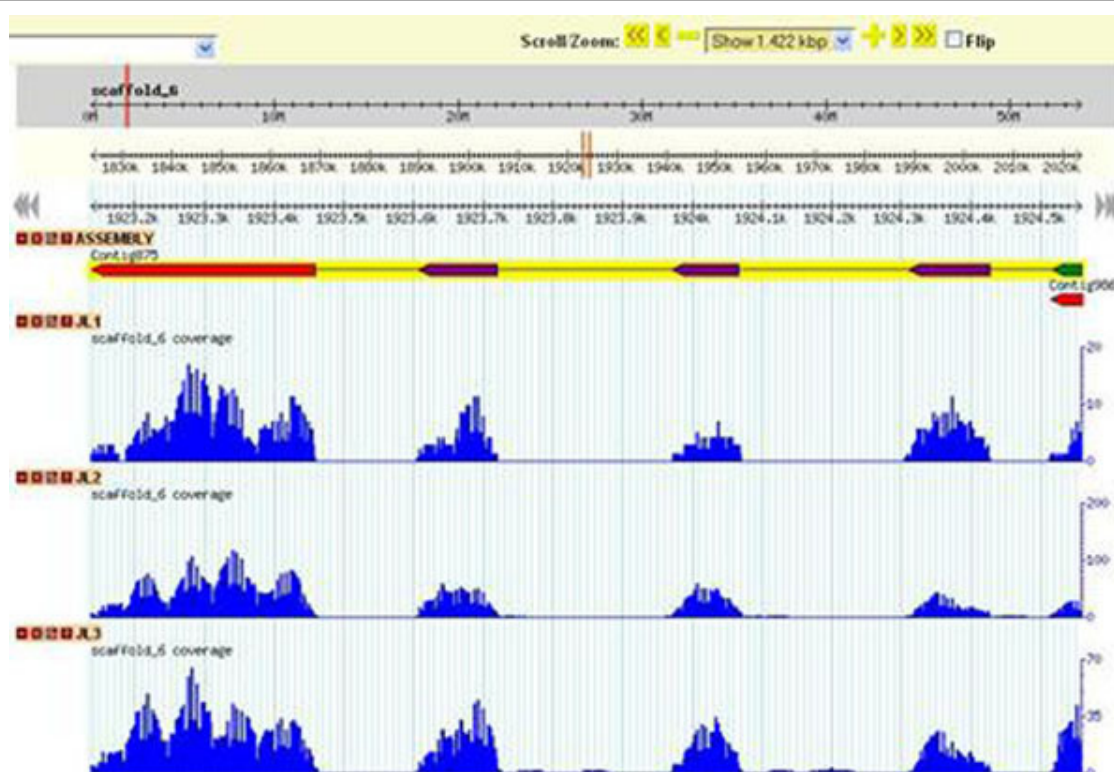 Scroll/Zoom: Show 1.422 kbp Flip
scaffold_6
0M 10M 20M 30M 40M 50M
1830k 1840k 1850k 1860k 1870k 1880k 1890k 1900k 1910k 1920k 1930k 1940k 1950k 1960k 1970k 1980k 1990k 2000k 2010k 2020k
1923.2k 1923.3k 1923.4k 1923.5k 1923.6k 1923.7k 1923.8k 1923.9k 1924k 1924.1k 1924.2k 1924.3k 1924.4k 1924.5k
ASSEMBLY
Contig875
JL1
scaffold_6 coverage
20
10
0
JL2
scaffold_6 coverage
200
100
0
JL3
scaffold_6 coverage
70
35
0